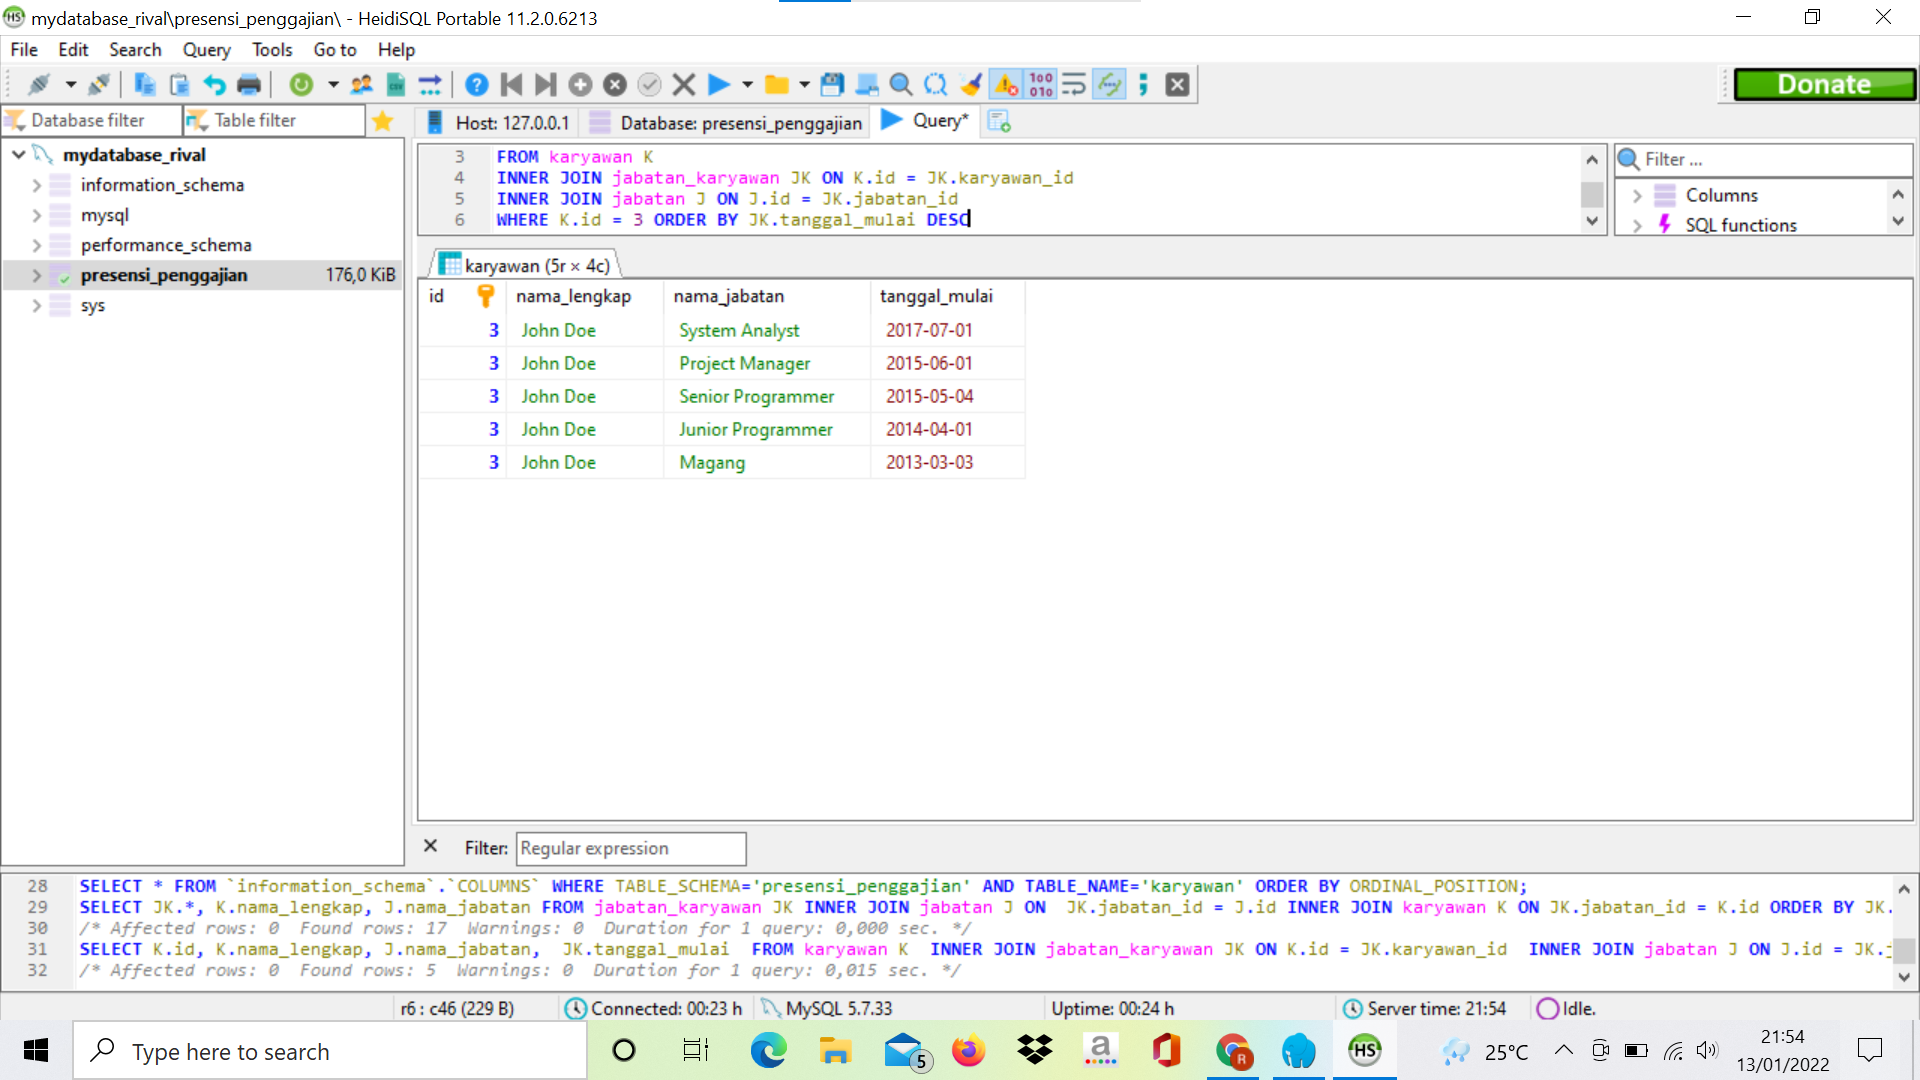 mydatabase_rival\presensi_penggajian\ - HeidiSQL Portable 11.2.0.6213
File Edit Search Query Tools Go to Help
Donate
Database filter Table filter Host: 127.0.0.1 Database: presensi_penggajian Query*
mydatabase_rival
information_schema
mysql
performance_schema
presensi_penggajian 176,0 KiB
sys
3 FROM karyawan K
4 INNER JOIN jabatan_karyawan JK ON K.id = JK.karyawan_id
5 INNER JOIN jabatan J ON J.id = JK.jabatan_id
6 WHERE K.id = 3 ORDER BY JK.tanggal_mulai DESC
Filter ...
Columns
SQL functions
karyawan (5r × 4c)
id nama_lengkap nama_jabatan tanggal_mulai
3 John Doe System Analyst 2017-07-01
3 John Doe Project Manager 2015-06-01
3 John Doe Senior Programmer 2015-05-04
3 John Doe Junior Programmer 2014-04-01
3 John Doe Magang 2013-03-03
Filter: Regular expression
28 SELECT * FROM `information_schema`.`COLUMNS` WHERE TABLE_SCHEMA='presensi_penggajian' AND TABLE_NAME='karyawan' ORDER BY ORDINAL_POSITION;
29 SELECT JK.*, K.nama_lengkap, J.nama_jabatan FROM jabatan_karyawan JK INNER JOIN jabatan J ON JK.jabatan_id = J.id INNER JOIN karyawan K ON JK.jabatan_id = K.id ORDER BY JK.
30 /* Affected rows: 0 Found rows: 17 Warnings: 0 Duration for 1 query: 0,000 sec. */
31 SELECT K.id, K.nama_lengkap, J.nama_jabatan, JK.tanggal_mulai FROM karyawan K INNER JOIN jabatan_karyawan JK ON K.id = JK.karyawan_id INNER JOIN jabatan J ON J.id = JK.j
32 /* Affected rows: 0 Found rows: 5 Warnings: 0 Duration for 1 query: 0,015 sec. */
r6 : c46 (229 B) Connected: 00:23 h MySQL 5.7.33 Uptime: 00:24 h Server time: 21:54 Idle.
Type here to search
5
HS
25°C
21:54
13/01/2022